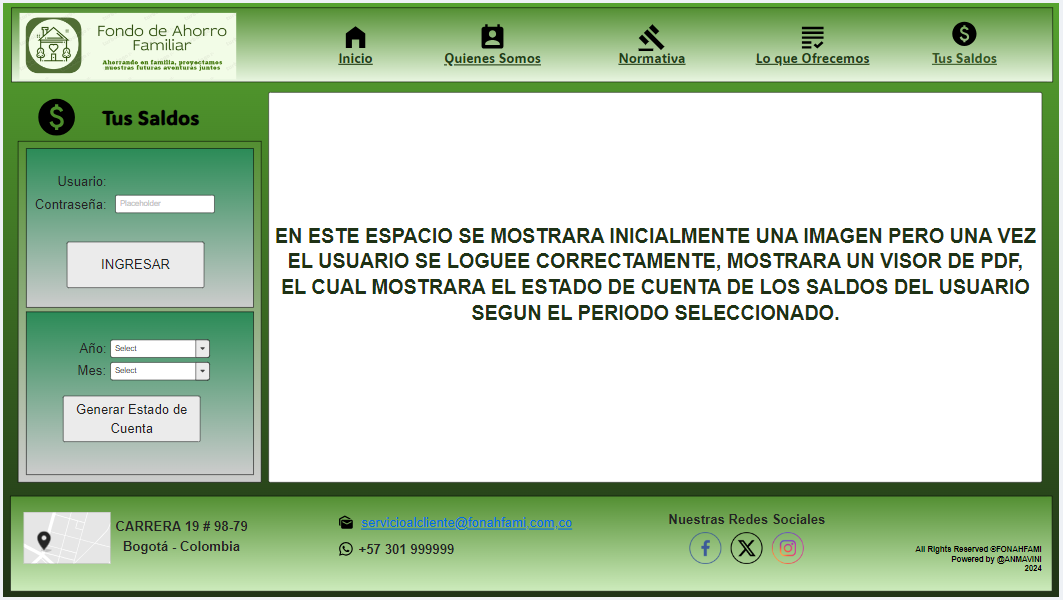 Fondo de Ahorro
Familiar
Ahorrando en familia, proyectamos
nuestras futuras aventuras juntos
Inicio
Quienes Somos
Normativa
Lo que Ofrecemos
Tus Saldos
Tus Saldos
Usuario:
Contraseña:
Placeholder
INGRESAR
Año:
Select
Mes:
Select
Generar Estado de
Cuenta
EN ESTE ESPACIO SE MOSTRARA INICIALMENTE UNA IMAGEN PERO UNA VEZ
EL USUARIO SE LOGUEE CORRECTAMENTE, MOSTRARA UN VISOR DE PDF,
EL CUAL MOSTRARA EL ESTADO DE CUENTA DE LOS SALDOS DEL USUARIO
SEGUN EL PERIODO SELECCIONADO.
CARRERA 19 # 98-79
Bogotá - Colombia
servicioalcliente@fonahfami,com,co
+57 301 999999
Nuestras Redes Sociales
All Rights Reserved ®FONAHFAMI
Powered by @ANMAVINI
2024